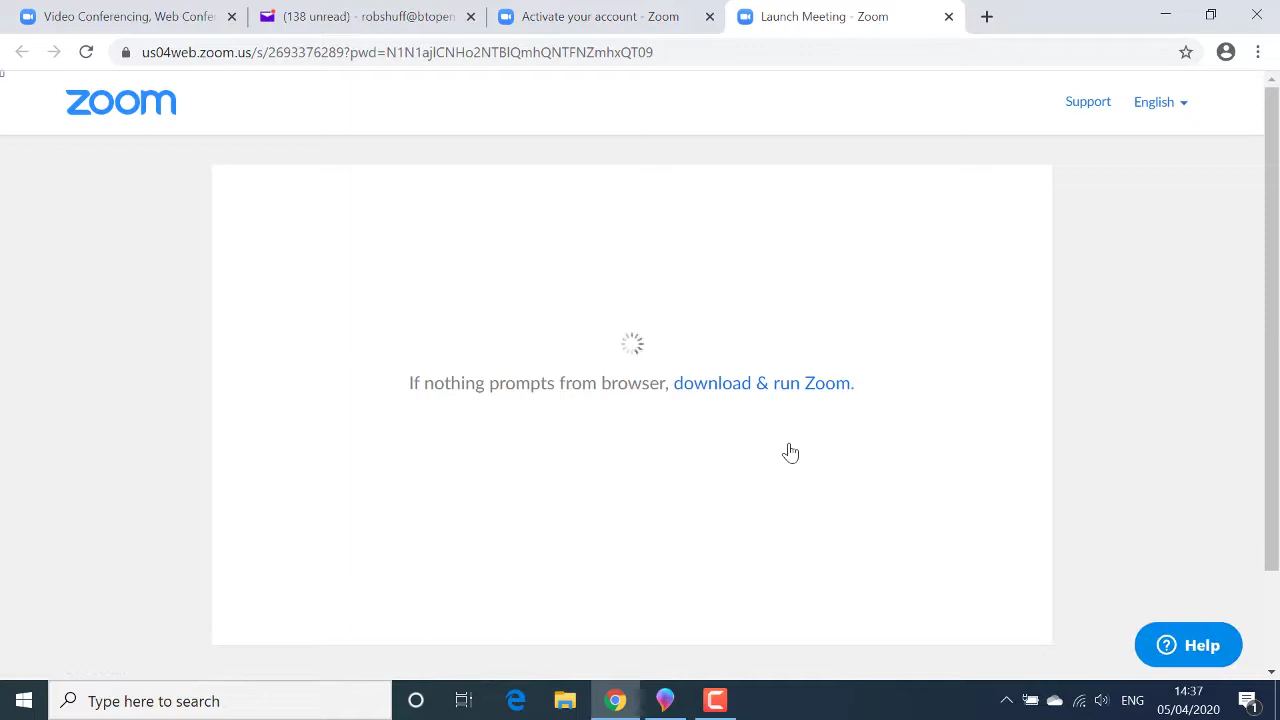 Video Conferencing, Web Confer
(138 unread) - robshuff@btopen
Activate your account - Zoom
Launch Meeting - Zoom
us04web.zoom.us/s/2693376289?pwd=N1N1ajlCNHo2NTBlQmhQNTFNZmhxQT09
zoom
Support
English
If nothing prompts from browser, download & run Zoom.
Help
Type here to search
ENG
14:37
05/04/2020
1